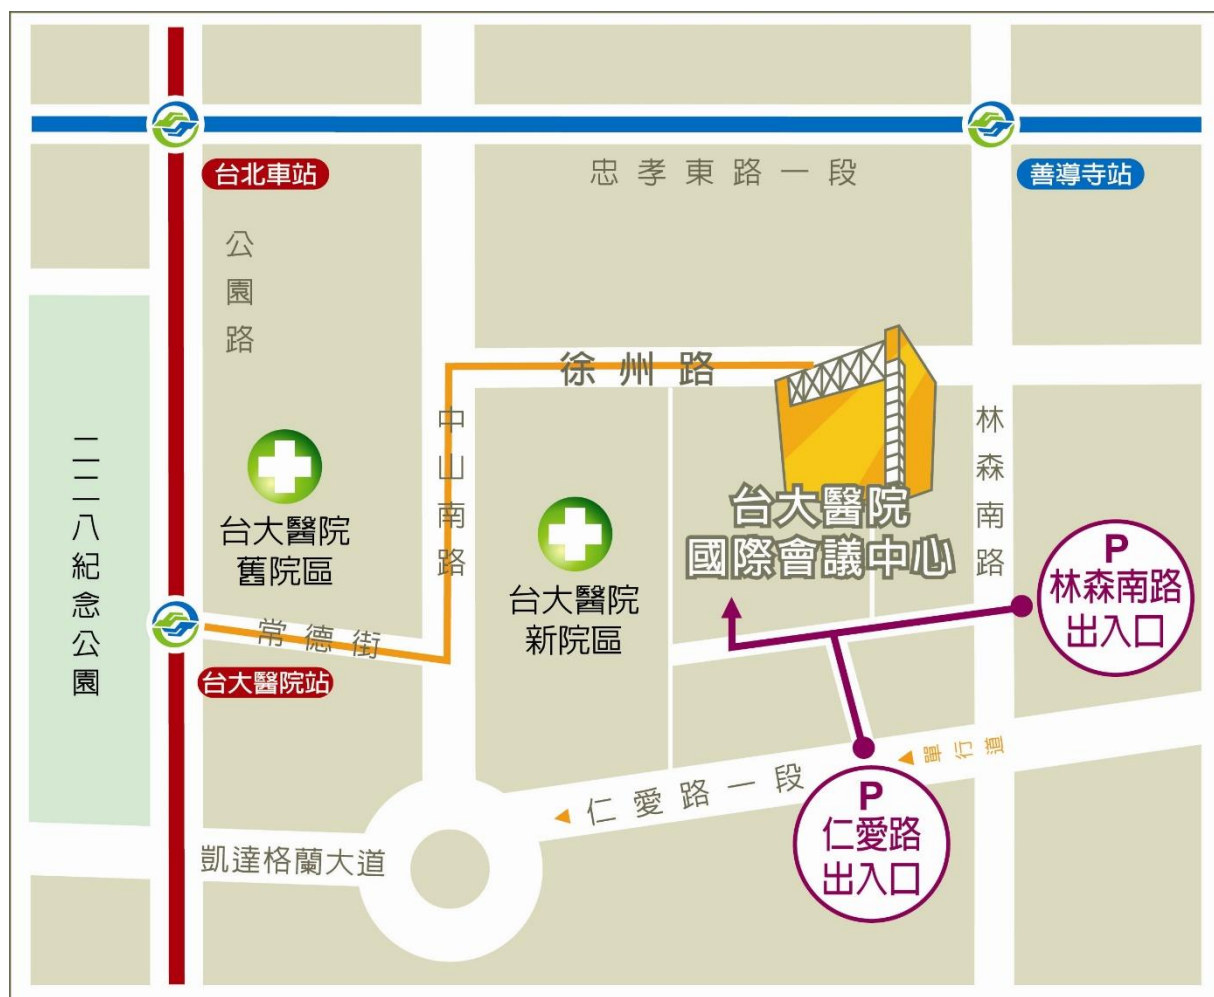 台北車站
忠孝東路一段
善導寺站
公園路
徐州路
中山南路
林森南路
二二八紀念公園
台大醫院
舊院區
台大醫院
國際會議中心
台大醫院
新院區
P
林森南路
出入口
常德街
台大醫院站
單行道
仁愛路一段
P
仁愛路
出入口
凱達格蘭大道